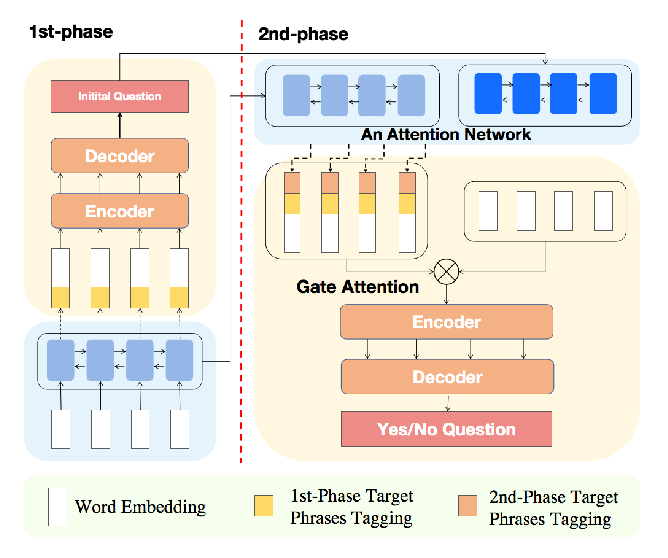 1st-phase
2nd-phase
Initital Question
Decoder
Encoder
An Attention Network
Gate Attention
Encoder
Decoder
Yes/No Question
Word Embedding
1st-Phase Target
Phrases Tagging
2nd-Phase Target
Phrases Tagging